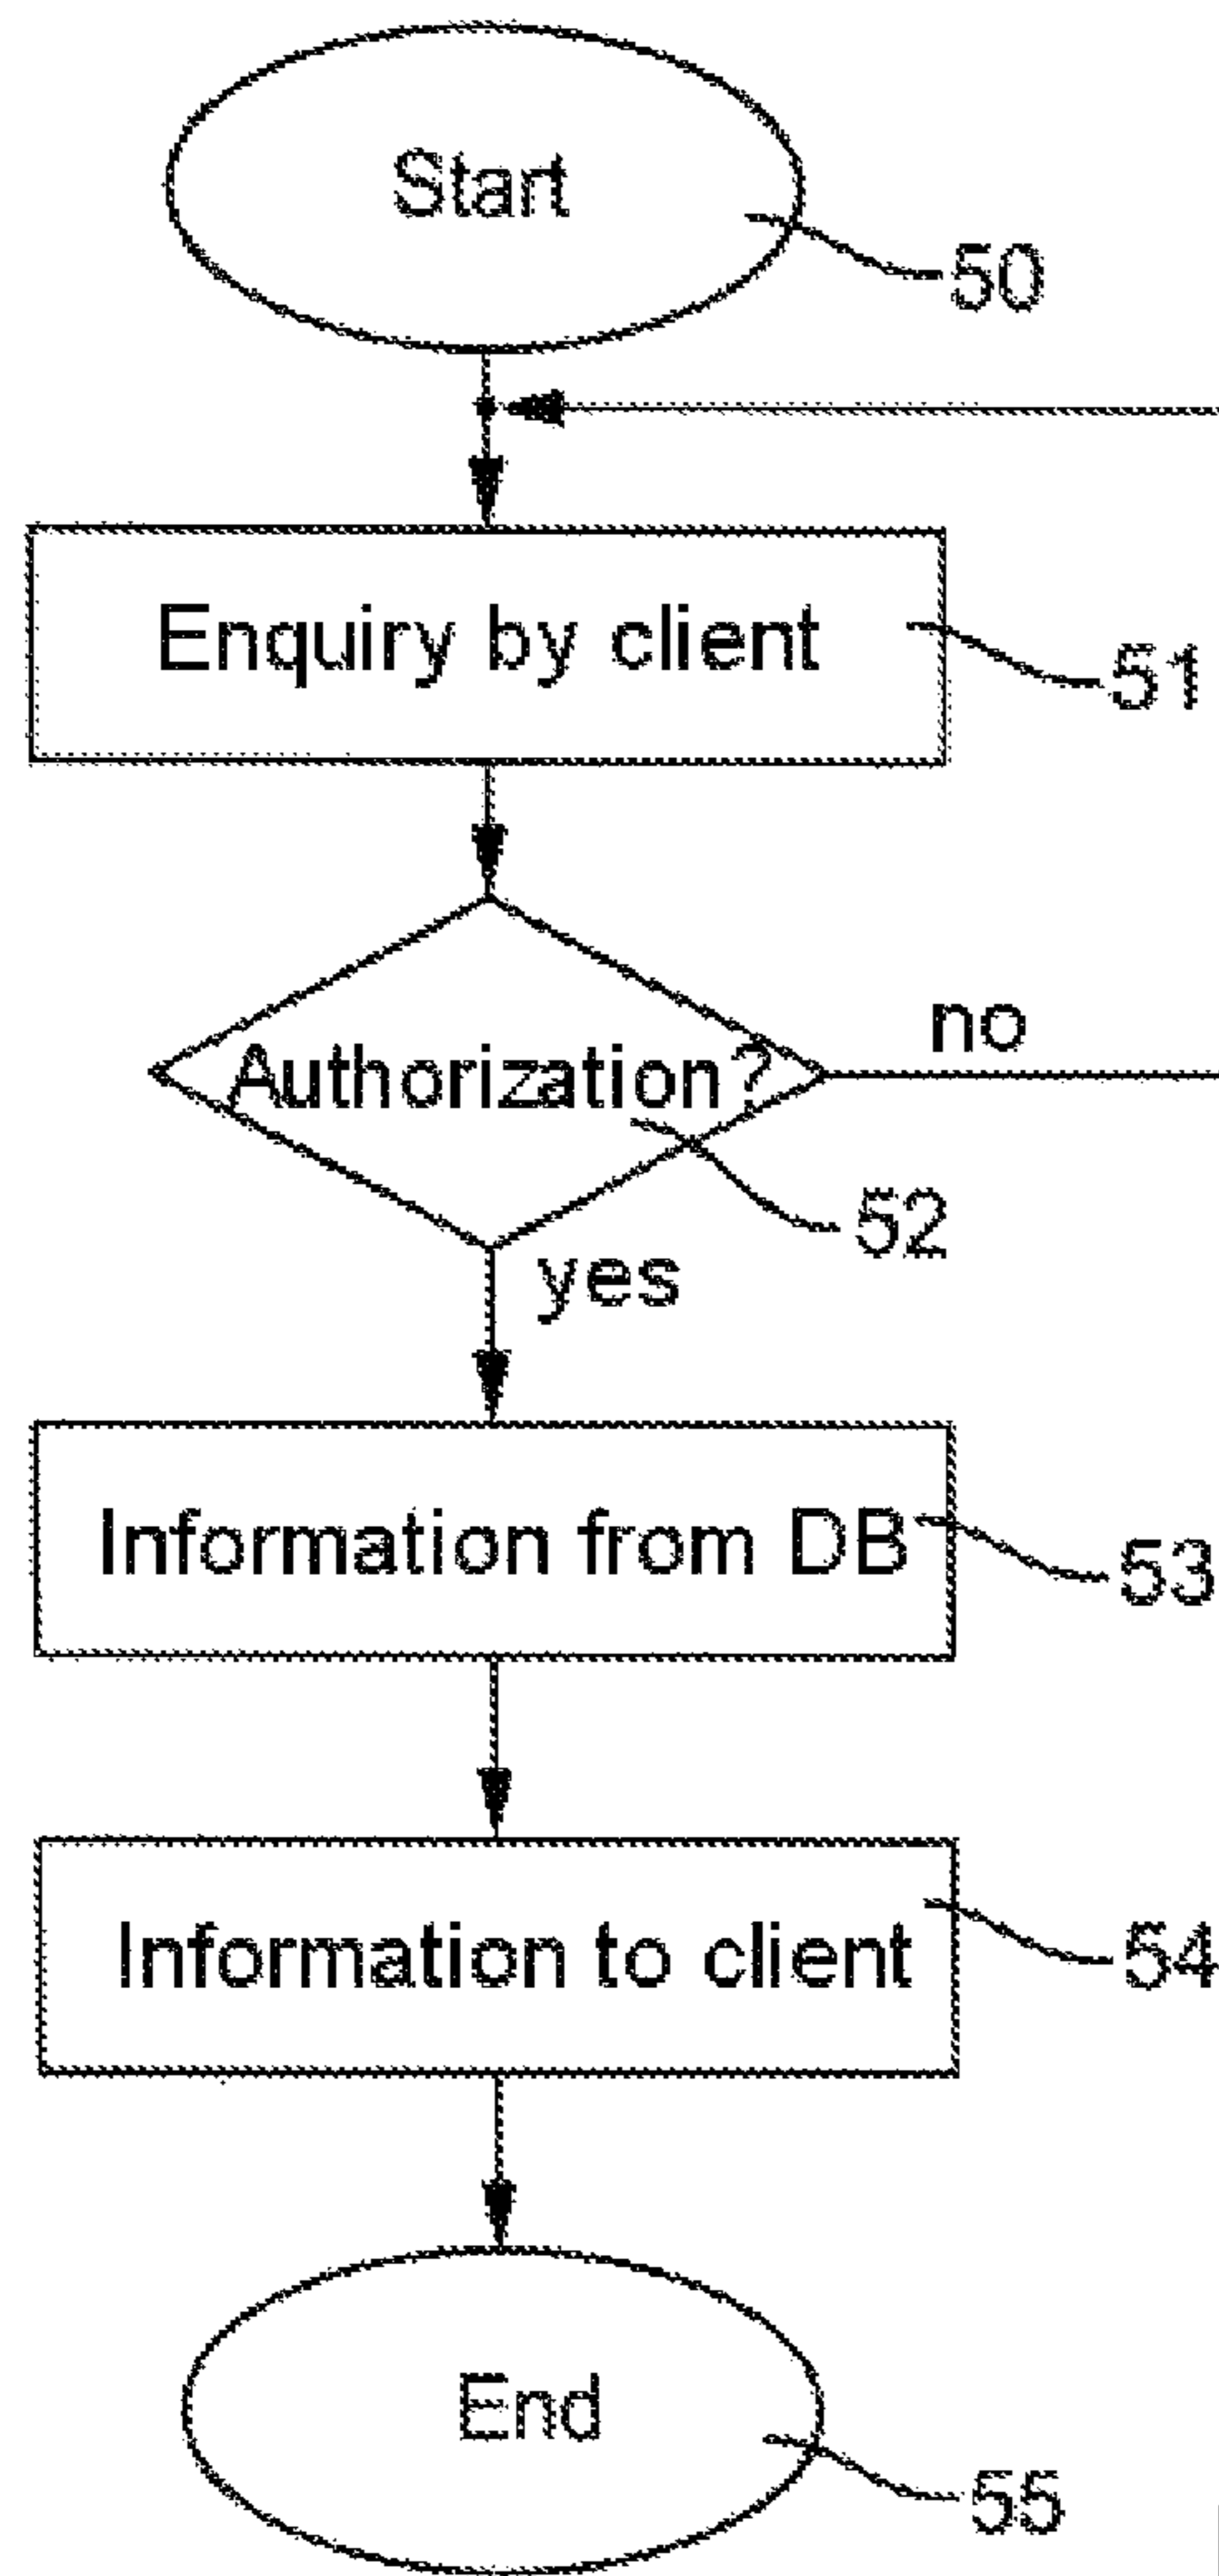 Start
50
Enquiry by client
51
no
Authorization?
52
yes
Information from DB
53
Information to client
54
End
55